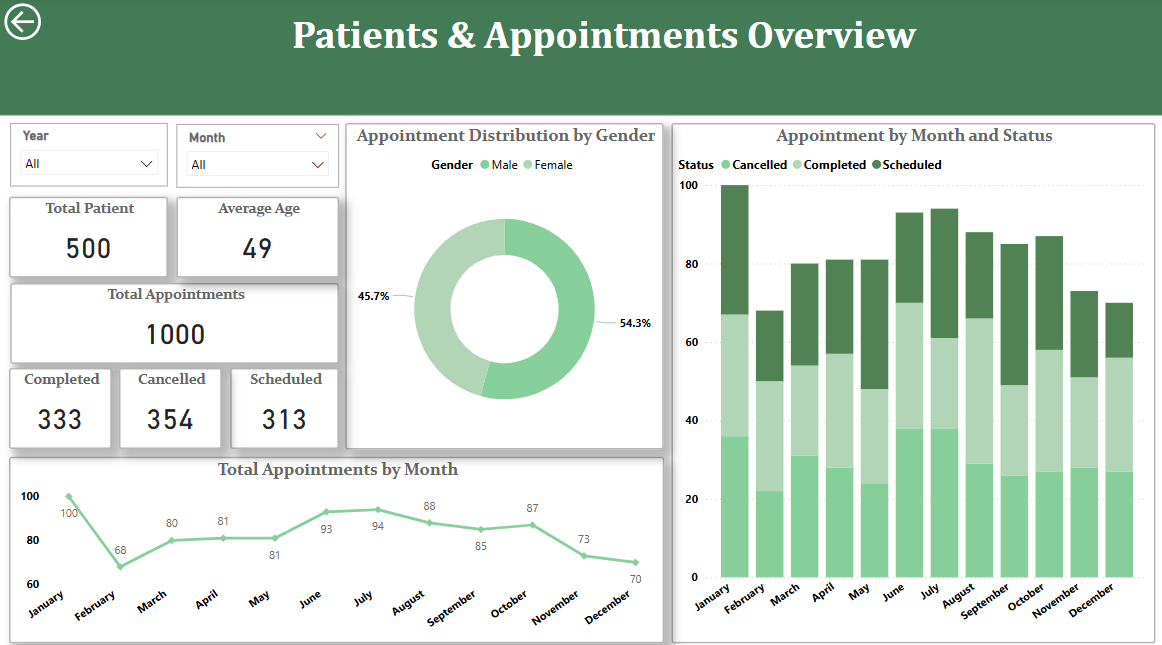 Patients & Appointments Overview
Year
All
Month
All
Total Patient
500
Average Age
49
Total Appointments
1000
Completed
333
Cancelled
354
Scheduled
313
Appointment Distribution by Gender
Gender Male Female
45.7%
54.3%
Appointment by Month and Status
Status Cancelled Completed Scheduled
100
80
60
40
20
0
January February March April May June July August September October November December
Total Appointments by Month
100
80
60
100 68 80 81 81 93 94 88 85 87 73 70
January February March April May June July August September October November December